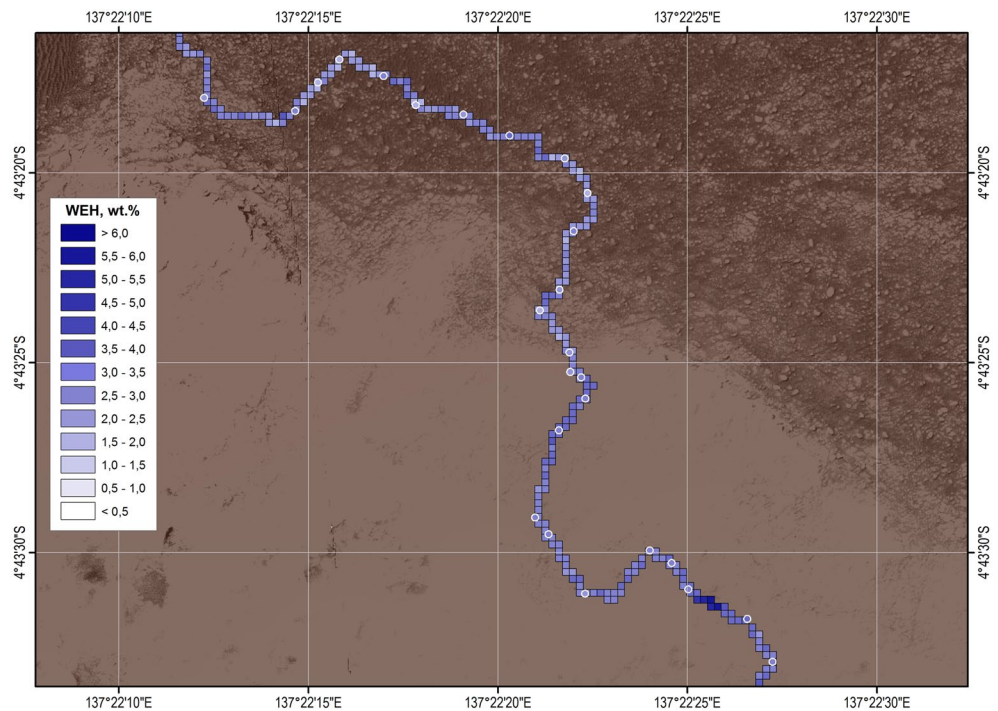 137°22'10"E 137°22'15"E 137°22'20"E 137°22'25"E 137°22'30"E
4°43'20"S 4°43'20"S
WEH, wt.%
> 6,0
5,5 - 6,0
5,0 - 5,5
4,5 - 5,0
4,0 - 4,5
3,5 - 4,0
3,0 - 3,5
2,5 - 3,0
2,0 - 2,5
1,5 - 2,0
1,0 - 1,5
0,5 - 1,0
< 0,5
4°43'25"S 4°43'25"S
4°43'30"S 4°43'30"S
137°22'10"E 137°22'15"E 137°22'20"E 137°22'25"E 137°22'30"E